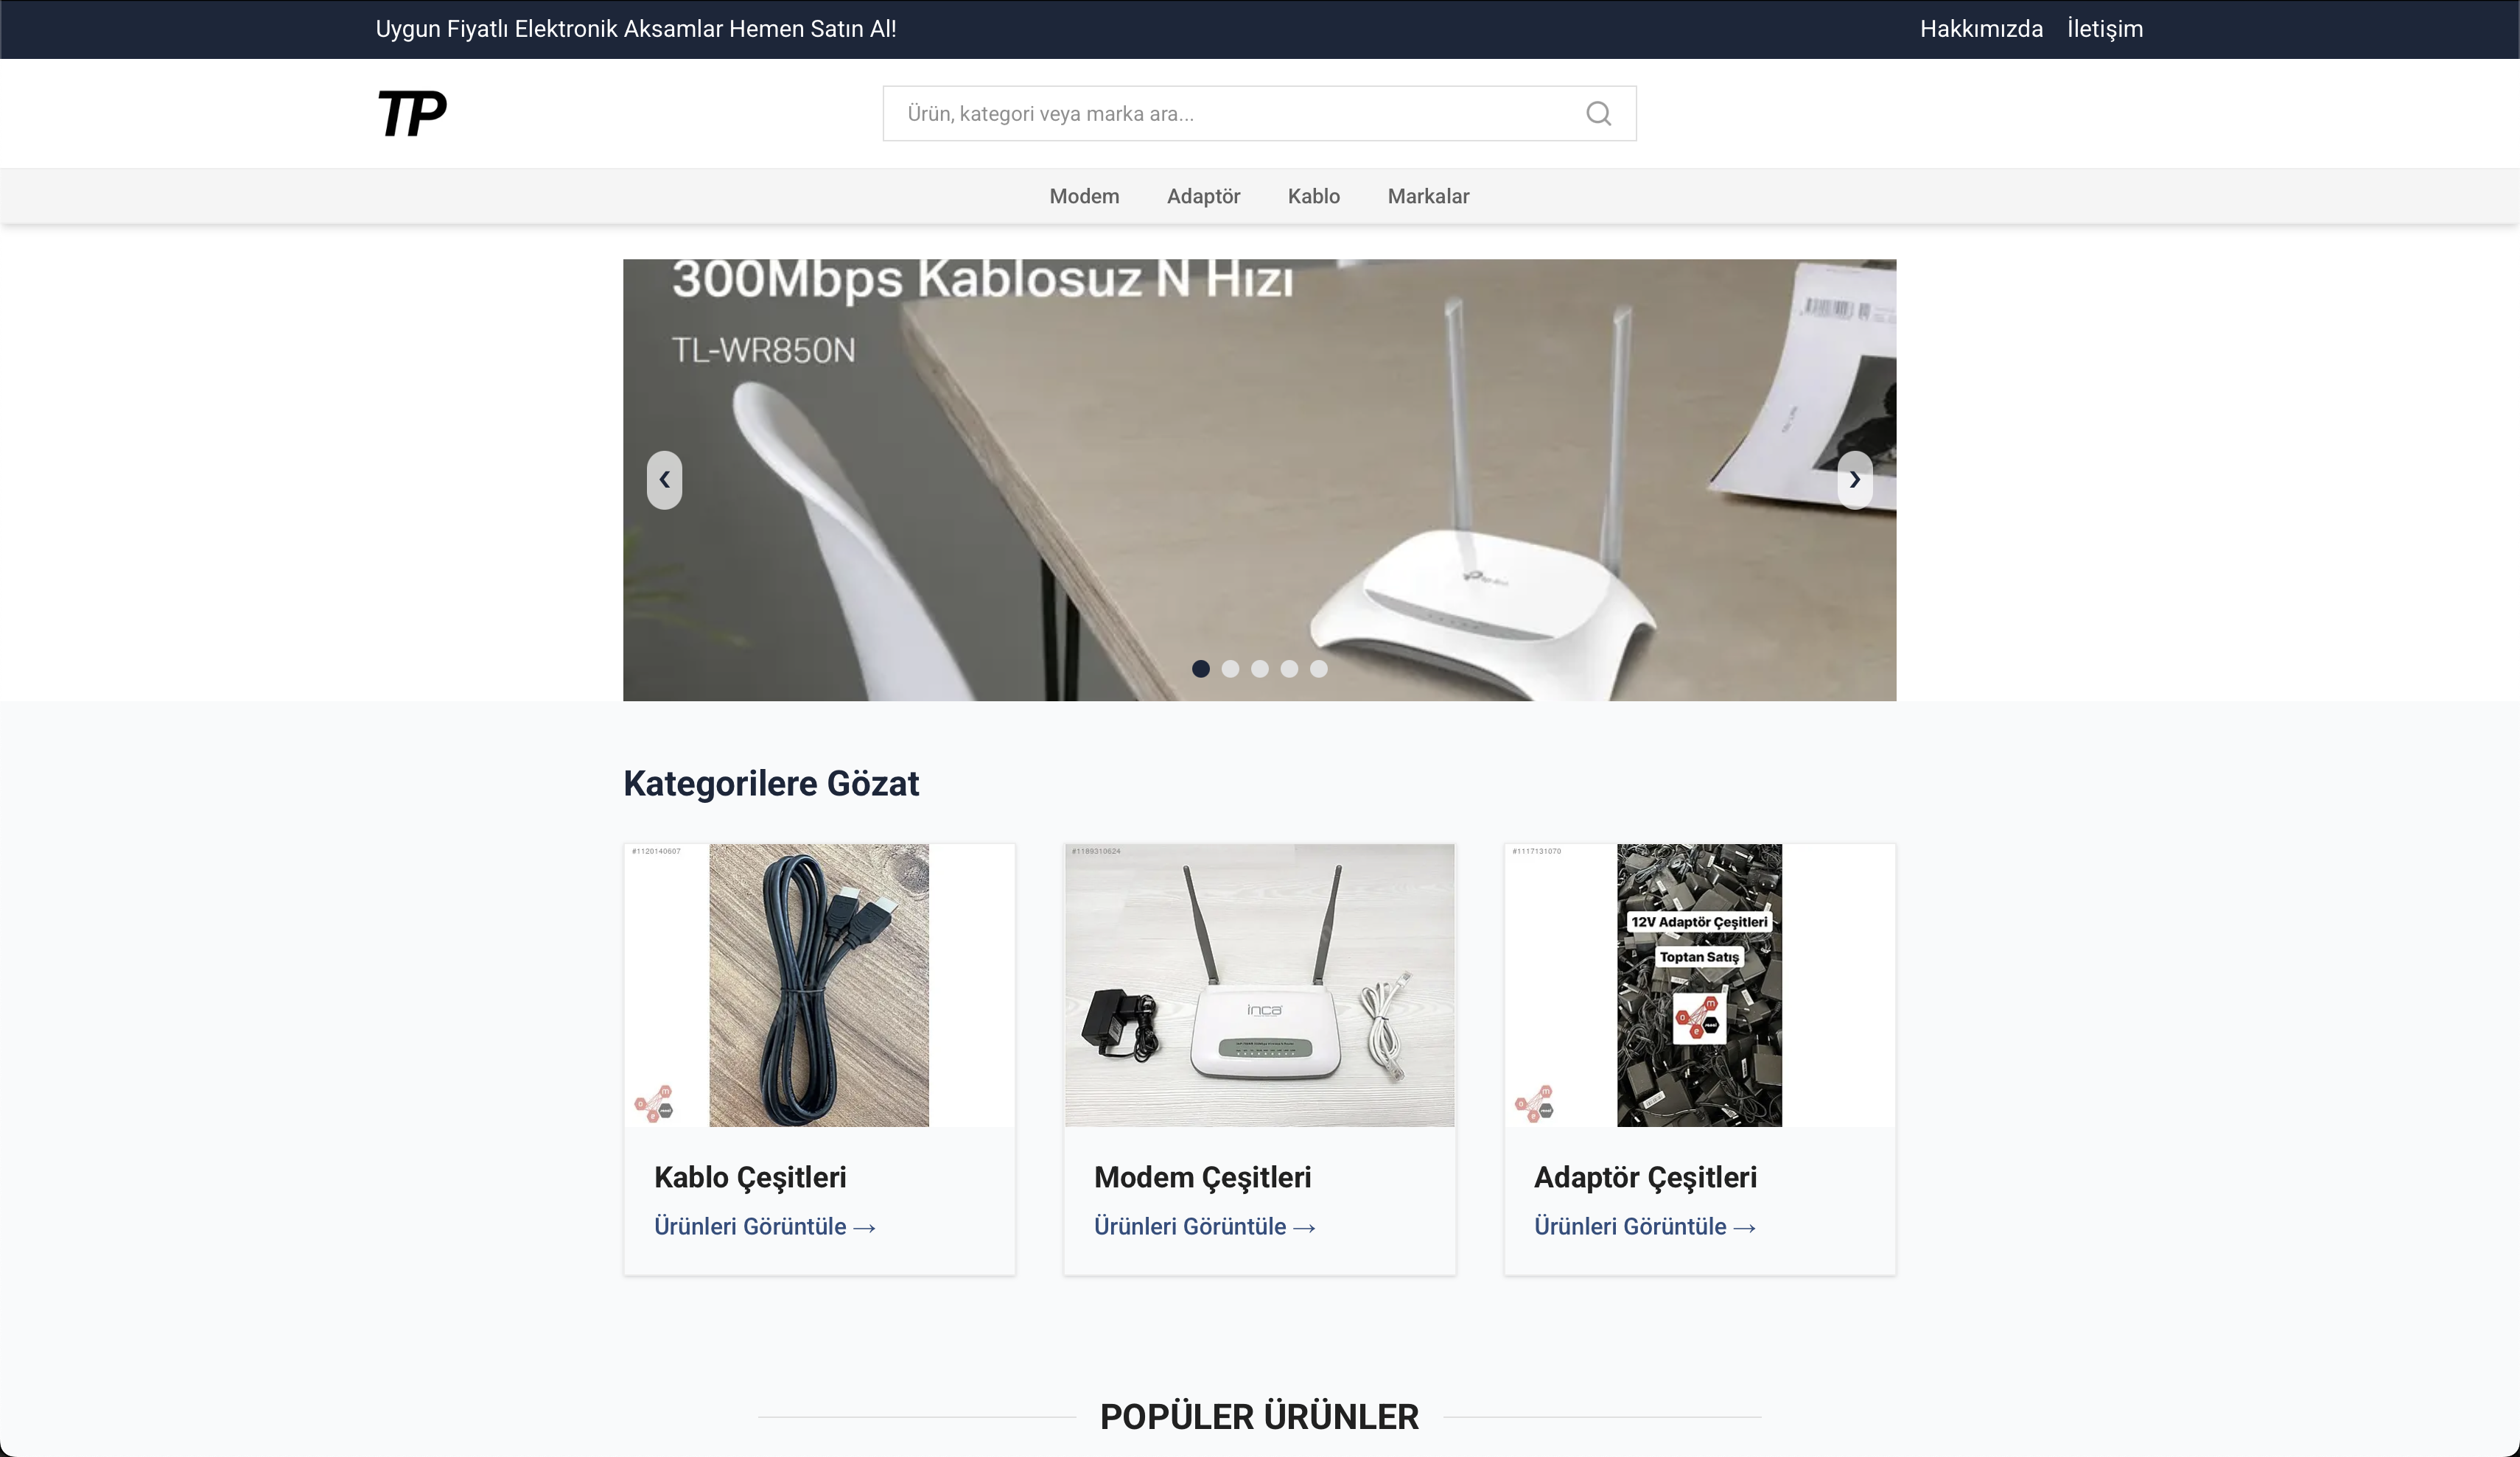 Uygun Fiyatlı Elektronik Aksamlar Hemen Satın Al!
Hakkımızda İletişim
TP
Ürün, kategori veya marka ara...
Modem Adaptör Kablo Markalar
300Mbps Kablosuz N Hızı
TL-WR850N
Kategorilere Gözat
#1120140607
#1189310624
#1117131070
inca
12V Adaptör Çeşitleri
Toptan Satış
Kablo Çeşitleri
Ürünleri Görüntüle →
Modem Çeşitleri
Ürünleri Görüntüle →
Adaptör Çeşitleri
Ürünleri Görüntüle →
POPÜLER ÜRÜNLER